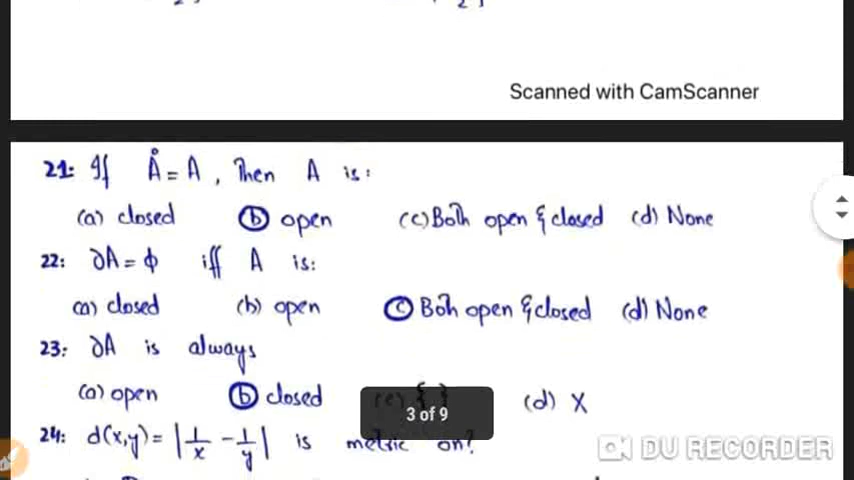 Scanned with CamScanner
21: If Å = A , Then A is:
(a) closed (b) open (c) Both open & closed (d) None
22: ∂A = ϕ iff A is:
(a) closed (b) open (c) Both open & closed (d) None
23: ∂A is always
(a) open (b) closed (c) { } (d) X
3 of 9
24: d(x,y) = |1/x - 1/y| is metric on?
DU RECORDER